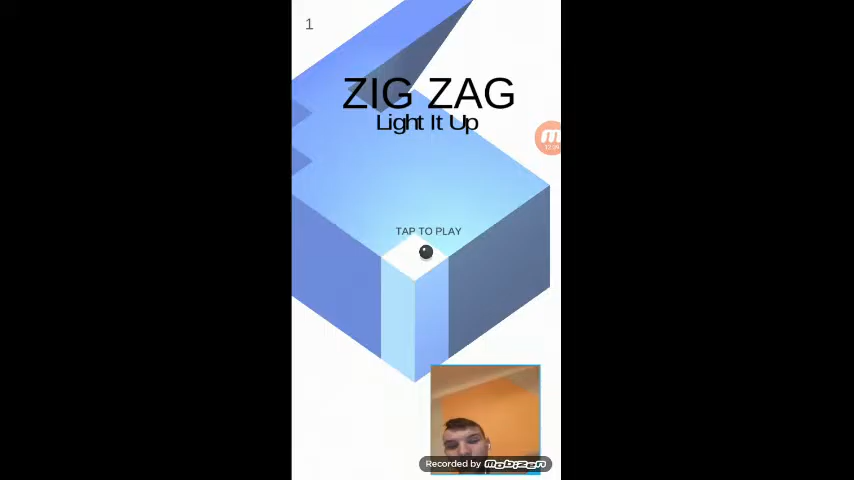 1
ZIG ZAG
Light It Up
TAP TO PLAY
Recorded by mobizen